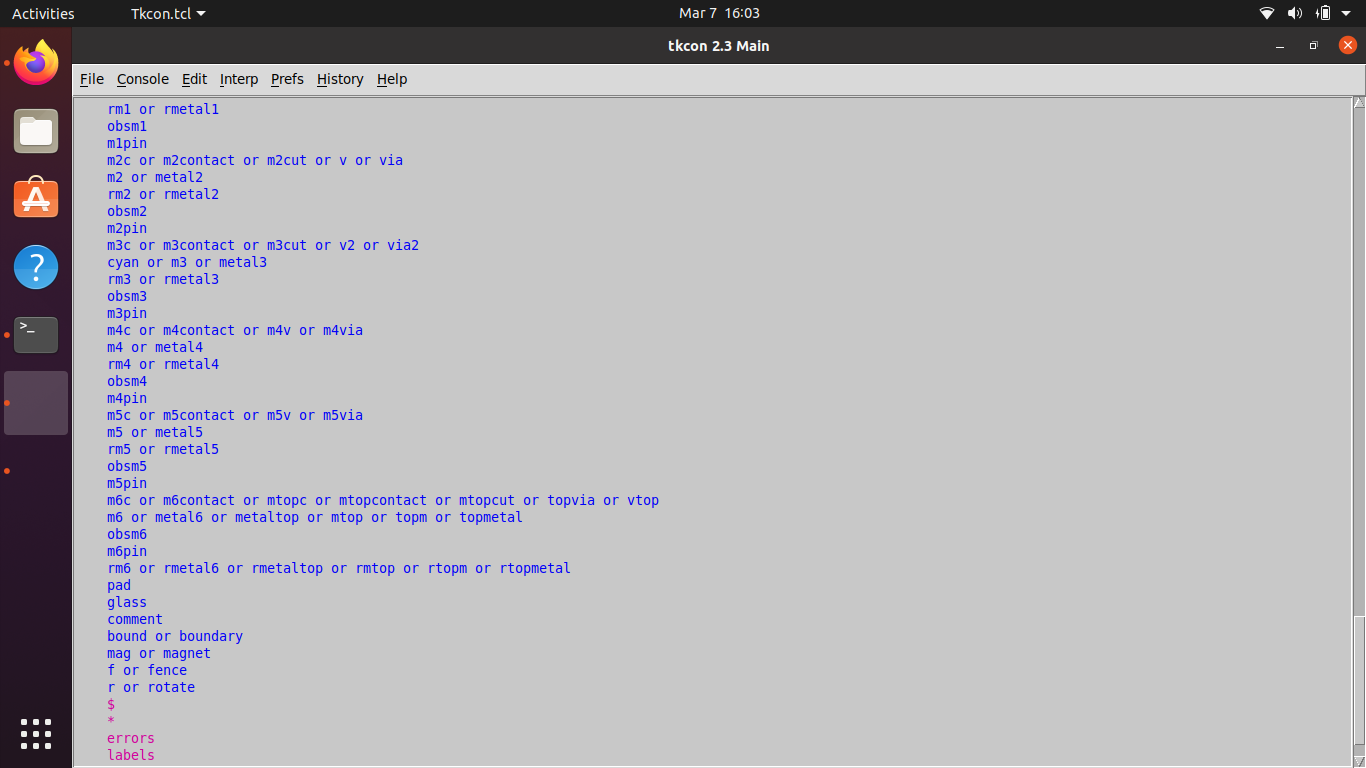 Activities Tkcon.tcl Mar 7 16:03
tkcon 2.3 Main
File Console Edit Interp Prefs History Help
rm1 or rmetal1
obsm1
m1pin
m2c or m2contact or m2cut or v or via
m2 or metal2
rm2 or rmetal2
obsm2
m2pin
m3c or m3contact or m3cut or v2 or via2
cyan or m3 or metal3
rm3 or rmetal3
obsm3
m3pin
m4c or m4contact or m4v or m4via
m4 or metal4
rm4 or rmetal4
obsm4
m4pin
m5c or m5contact or m5v or m5via
m5 or metal5
rm5 or rmetal5
obsm5
m5pin
m6c or m6contact or mtopc or mtopcontact or mtopcut or topvia or vtop
m6 or metal6 or metaltop or mtop or topm or topmetal
obsm6
m6pin
rm6 or rmetal6 or rmetaltop or rmtop or rtopm or rtopmetal
pad
glass
comment
bound or boundary
mag or magnet
f or fence
r or rotate
$
*
errors
labels